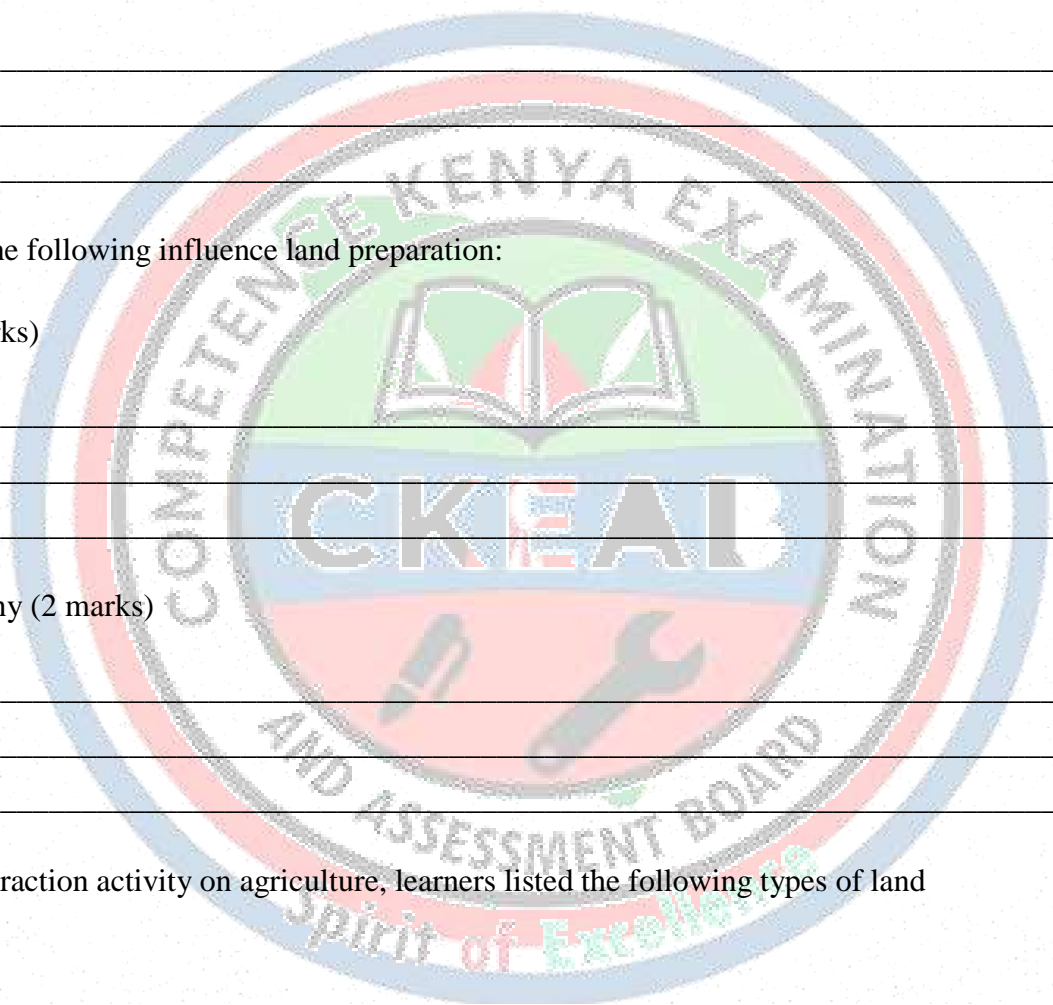 he following influence land preparation:
ks)
COMPETENCE KENYA EXAMINATION
CKEAB
ny (2 marks)
AND ASSESSMENT BOARD
raction activity on agriculture, learners listed the following types of land
Spirit of Excellence